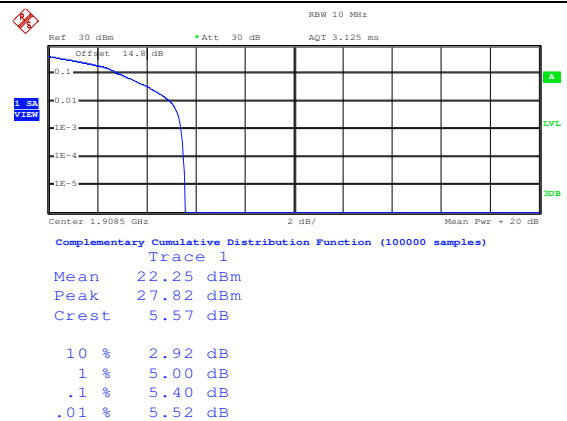 RBW 10 MHz
Ref 30 dBm *Att 30 dB AQT 3.125 ms
Offset 14.8 dB
0.1
A
0.01
1 SA
VIEW
LVL
1E-3
1E-4
1E-5
3DB
Center 1.9085 GHz 2 dB/ Mean Pwr + 20 dB
Complementary Cumulative Distribution Function (100000 samples)
Trace 1
Mean 22.25 dBm
Peak 27.82 dBm
Crest 5.57 dB
10 % 2.92 dB
1 % 5.00 dB
.1 % 5.40 dB
.01 % 5.52 dB